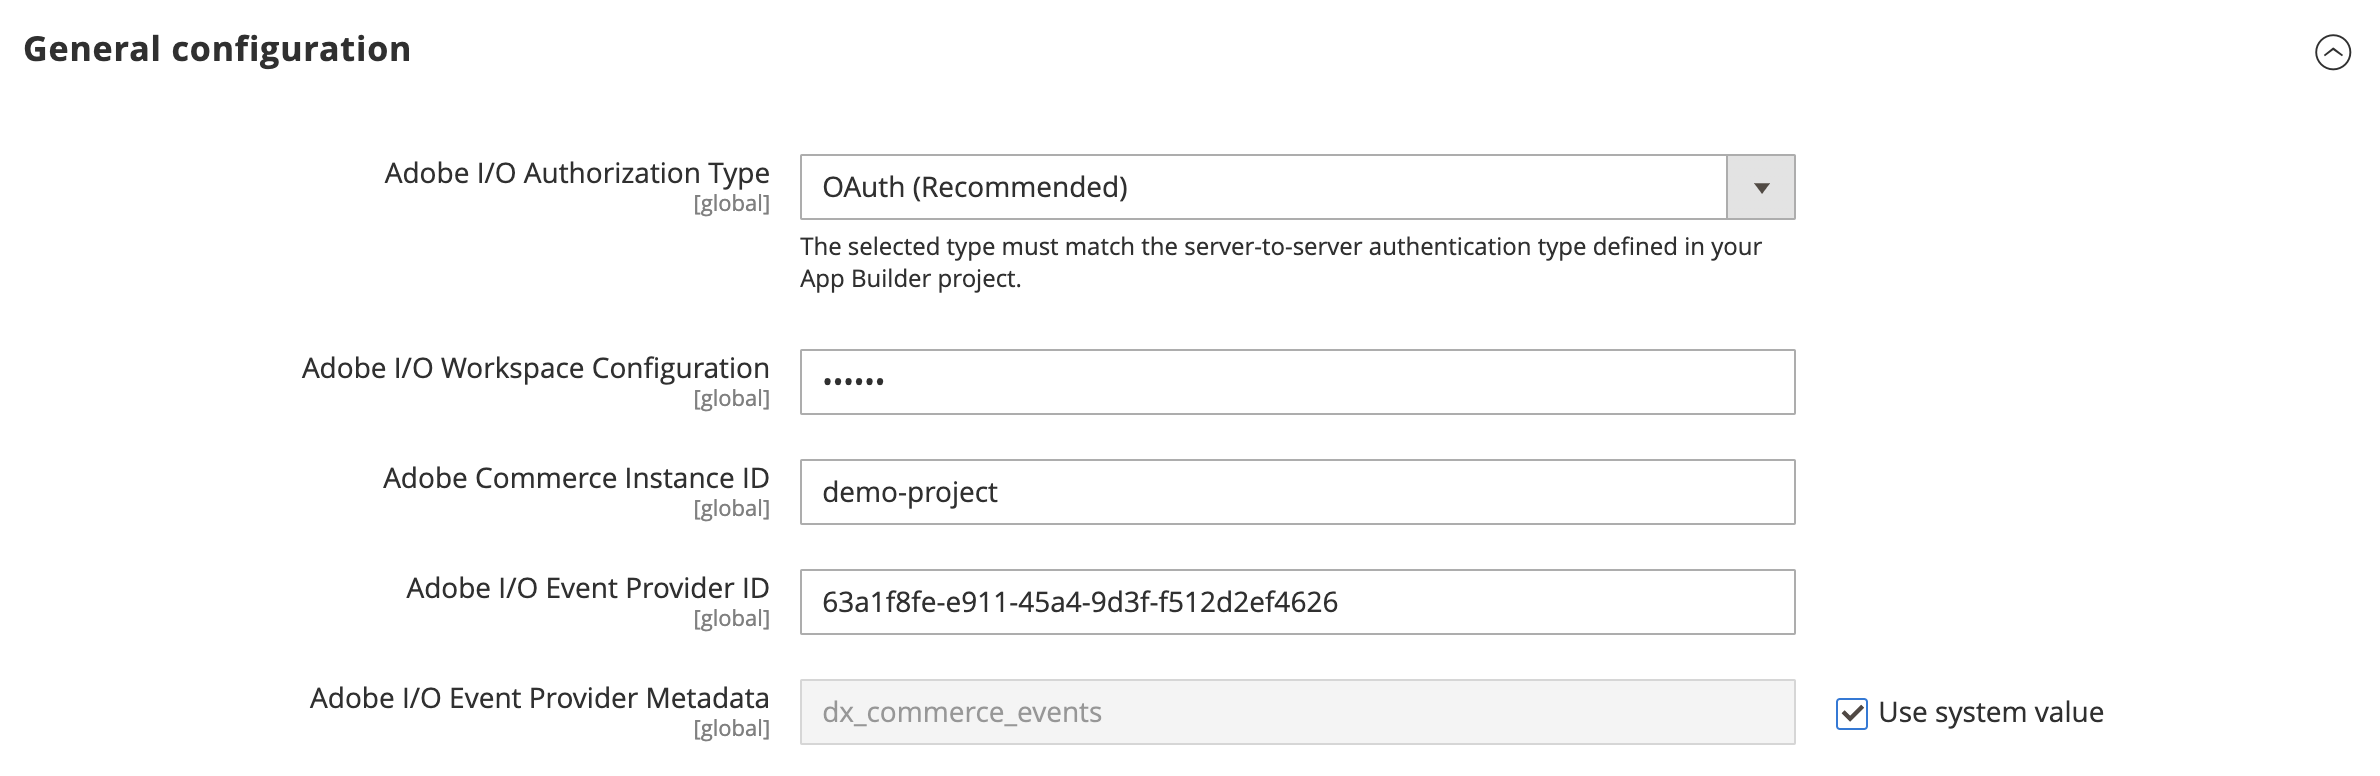 General configuration
Adobe I/O Authorization Type
[global]
OAuth (Recommended)
The selected type must match the server-to-server authentication type defined in your
App Builder project.
Adobe I/O Workspace Configuration
[global]
••••••
Adobe Commerce Instance ID
[global]
demo-project
Adobe I/O Event Provider ID
[global]
63a1f8fe-e911-45a4-9d3f-f512d2ef4626
Adobe I/O Event Provider Metadata
[global]
dx_commerce_events
Use system value